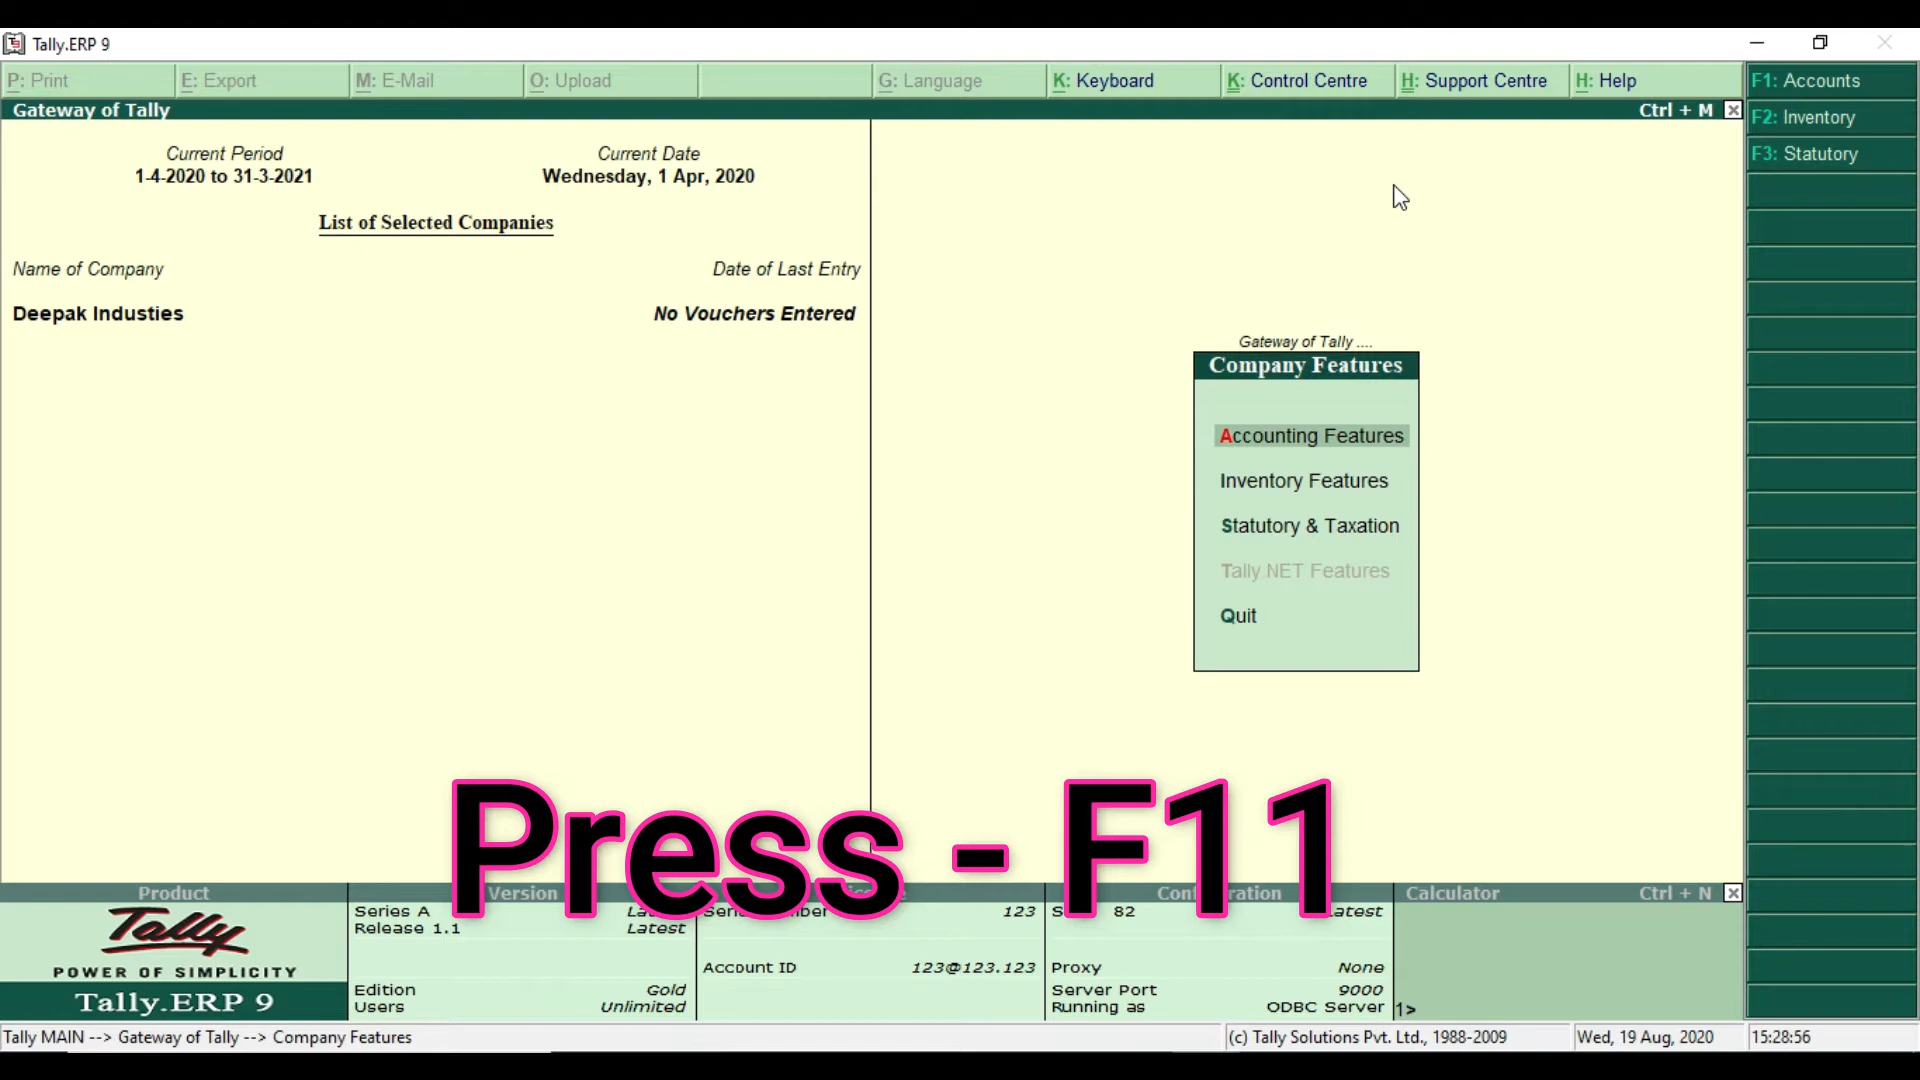 Tally.ERP 9
P: Print
E: Export
M: E-Mail
O: Upload
G: Language
K: Keyboard
K: Control Centre
H: Support Centre
H: Help
F1: Accounts
F2: Inventory
F3: Statutory
Gateway of Tally
Ctrl + M
Current Period
1-4-2020 to 31-3-2021
Current Date
Wednesday, 1 Apr, 2020
List of Selected Companies
Name of Company
Date of Last Entry
Deepak Industies
No Vouchers Entered
Gateway of Tally ....
Company Features
Accounting Features
Inventory Features
Statutory & Taxation
Tally.NET Features
Quit
Press - F11
Product
Version
Calculator
Ctrl + N
Tally
POWER OF SIMPLICITY
Tally.ERP 9
Series A
Release 1.1
Latest
Edition
Gold
Users
Unlimited
123
Account ID
123@123.123
82
Proxy
None
Server Port
9000
Running as
ODBC Server
1>
Tally MAIN --> Gateway of Tally --> Company Features
(c) Tally Solutions Pvt. Ltd., 1988-2009
Wed, 19 Aug, 2020
15:28:56